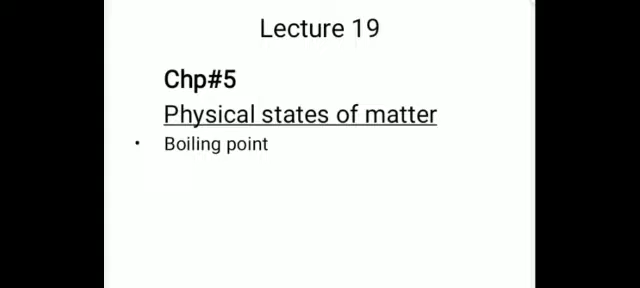 Lecture 19
Chp#5
Physical states of matter
• Boiling point